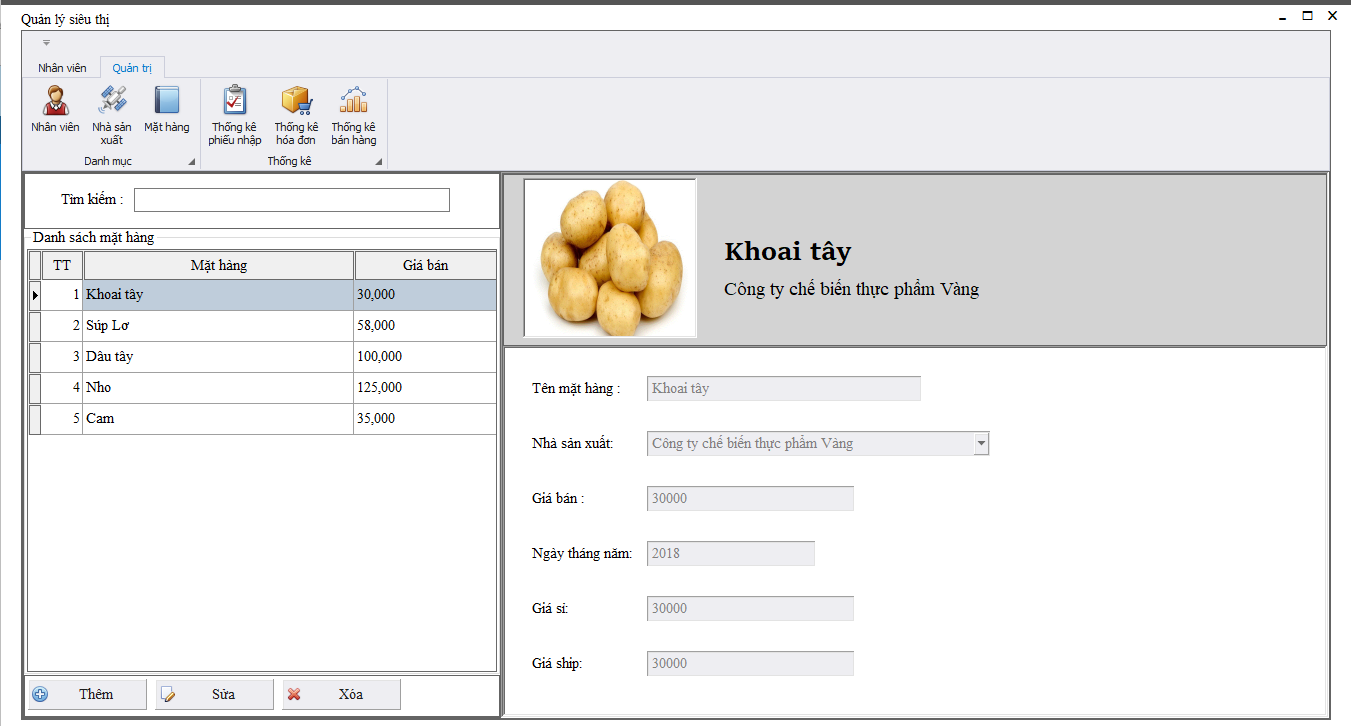 Quản lý siêu thị
Nhân viên
Quản trị
Nhân viên
Nhà sản
xuất
Mặt hàng
Thống kê
phiếu nhập
Thống kê
hóa đơn
Thống kê
bán hàng
Danh mục
Thống kê
Tìm kiếm :
Danh sách mặt hàng
TT Mặt hàng Giá bán
1 Khoai tây 30,000
2 Súp Lơ 58,000
3 Dâu tây 100,000
4 Nho 125,000
5 Cam 35,000
Thêm
Sửa
Xóa
Khoai tây
Công ty chế biến thực phẩm Vàng
Tên mặt hàng : Khoai tây
Nhà sản xuất: Công ty chế biến thực phẩm Vàng
Giá bán : 30000
Ngày tháng năm: 2018
Giá si: 30000
Giá ship: 30000